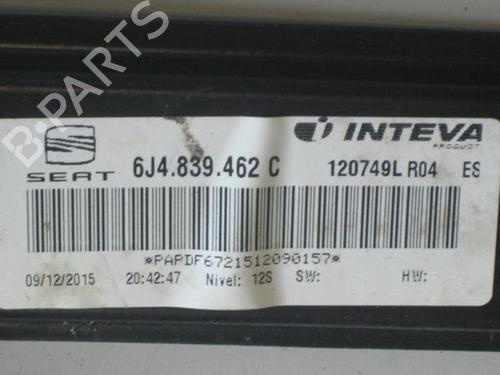 B-PARTS
SEAT
6J4.839.462 C
INTEVA
PRODUCTS
120749L R04 ES
*PAPDF6721512090157*
09/12/2015 20:42:47 Nivel: 12S SW: HW: